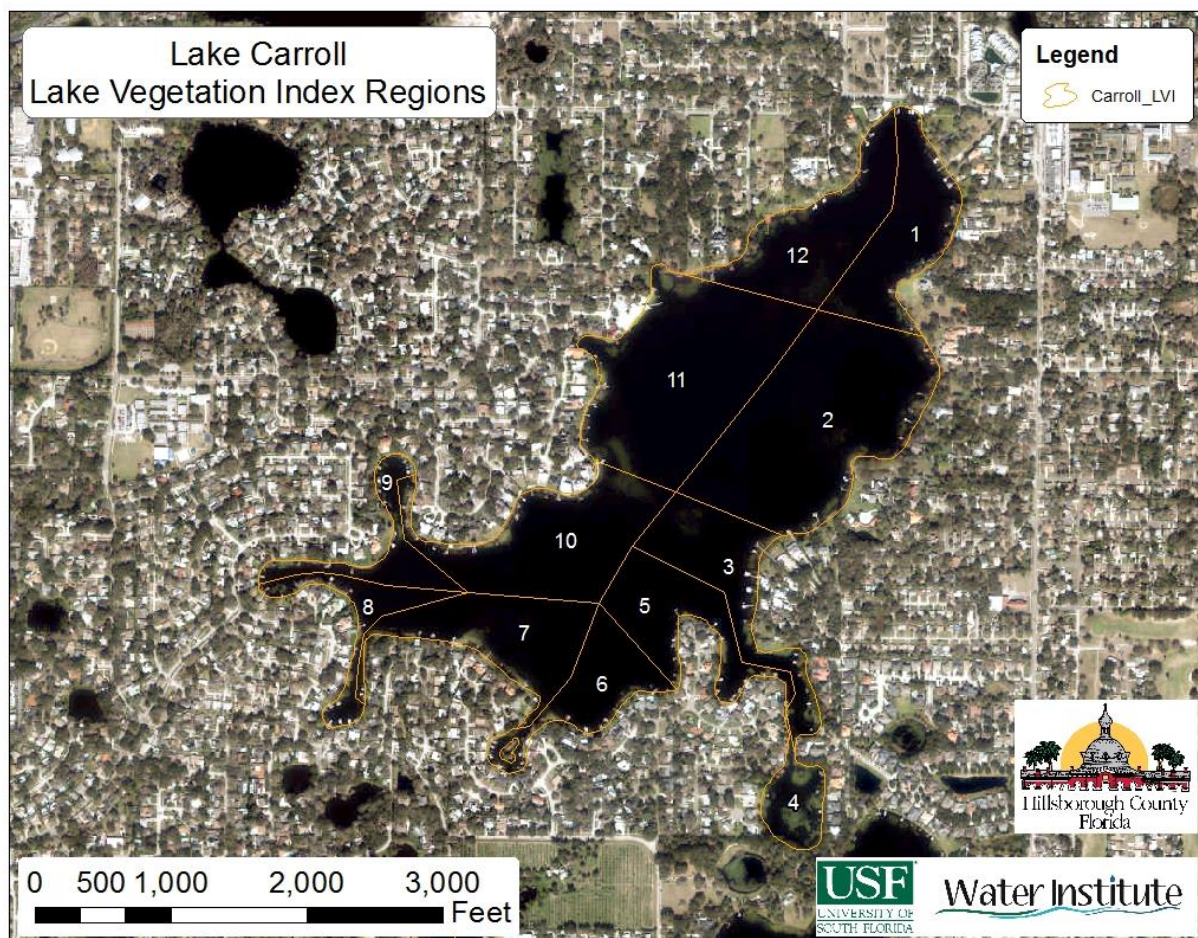 Lake Carroll
Lake Vegetation Index Regions
Legend
Carroll_LVI
1
12
11
2
9
10
3
8
5
7
6
4
Hillsborough County
Florida
0 500 1,000 2,000 3,000
Feet
USF
UNIVERSITY OF
SOUTH FLORIDA
Water Institute